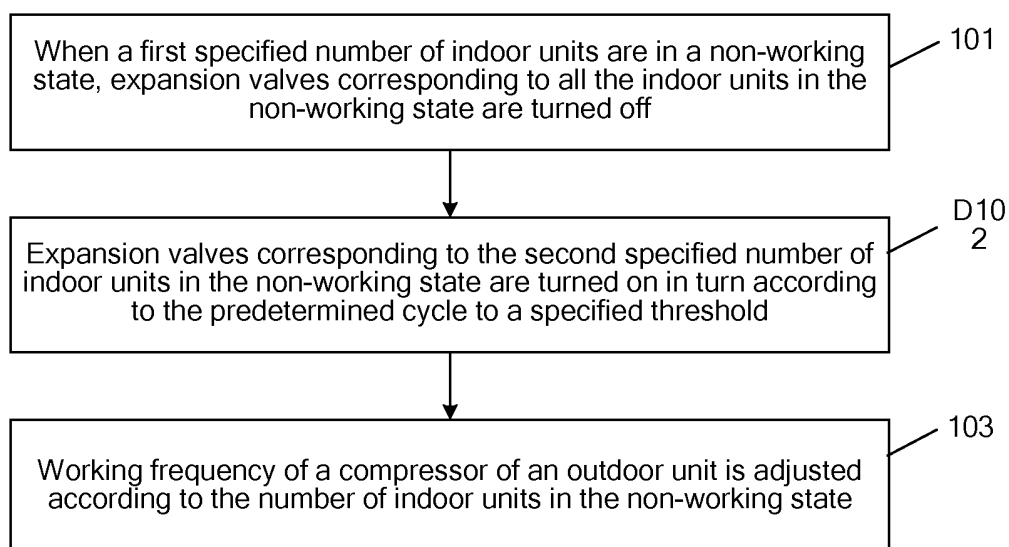 When a first specified number of indoor units are in a non-working
state, expansion valves corresponding to all the indoor units in the
non-working state are turned off
101
Expansion valves corresponding to the second specified number of
indoor units in the non-working state are turned on in turn according
to the predetermined cycle to a specified threshold
D10
2
Working frequency of a compressor of an outdoor unit is adjusted
according to the number of indoor units in the non-working state
103